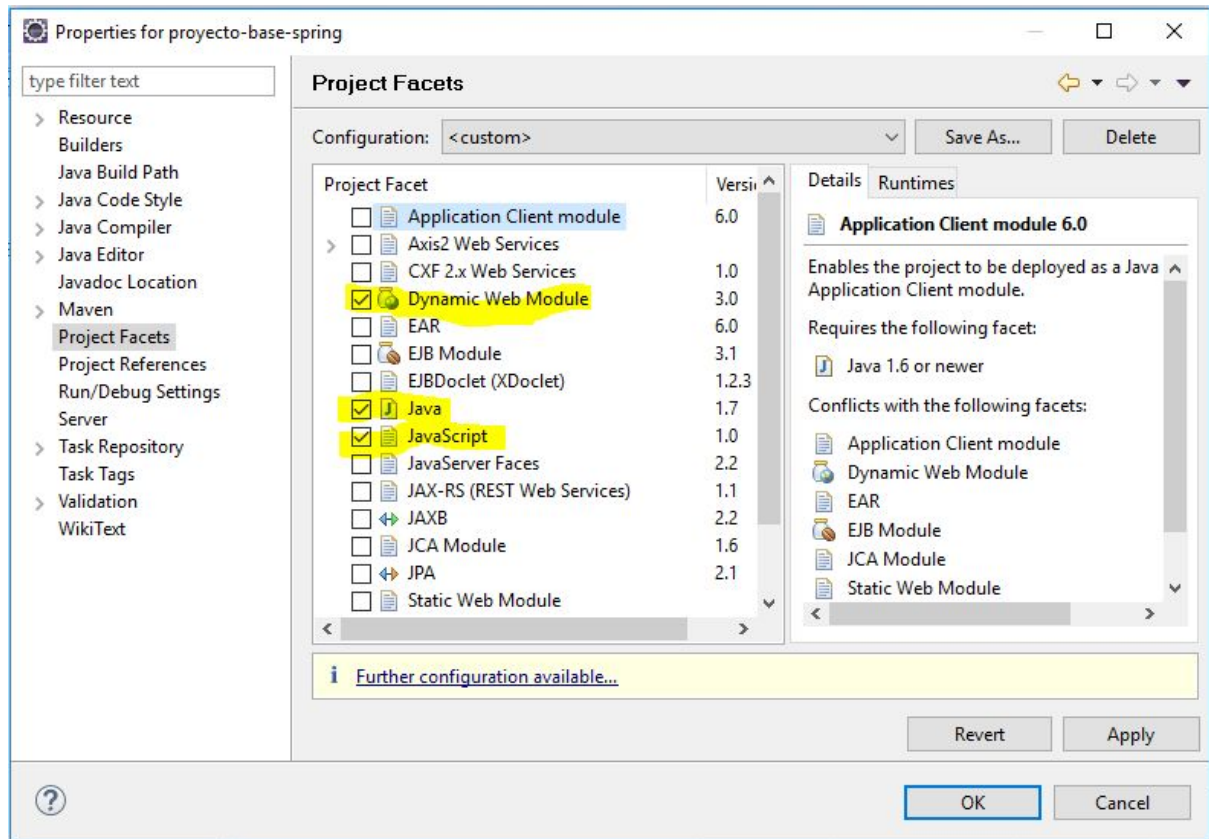 Properties for proyecto-base-spring
type filter text
Resource
Builders
Java Build Path
Java Code Style
Java Compiler
Java Editor
Javadoc Location
Maven
Project Facets
Project References
Run/Debug Settings
Server
Task Repository
Task Tags
Validation
WikiText
Project Facets
Configuration: <custom> Save As... Delete
Project Facet Versi
Application Client module 6.0
Axis2 Web Services
CXF 2.x Web Services 1.0
Dynamic Web Module 3.0
EAR 6.0
EJB Module 3.1
EJBDoclet (XDoclet) 1.2.3
Java 1.7
JavaScript 1.0
JavaServer Faces 2.2
JAX-RS (REST Web Services) 1.1
JAXB 2.2
JCA Module 1.6
JPA 2.1
Static Web Module
Details Runtimes
Application Client module 6.0
Enables the project to be deployed as a Java
Application Client module.
Requires the following facet:
Java 1.6 or newer
Conflicts with the following facets:
Application Client module
Dynamic Web Module
EAR
EJB Module
JCA Module
Static Web Module
i Further configuration available...
Revert Apply
? OK Cancel